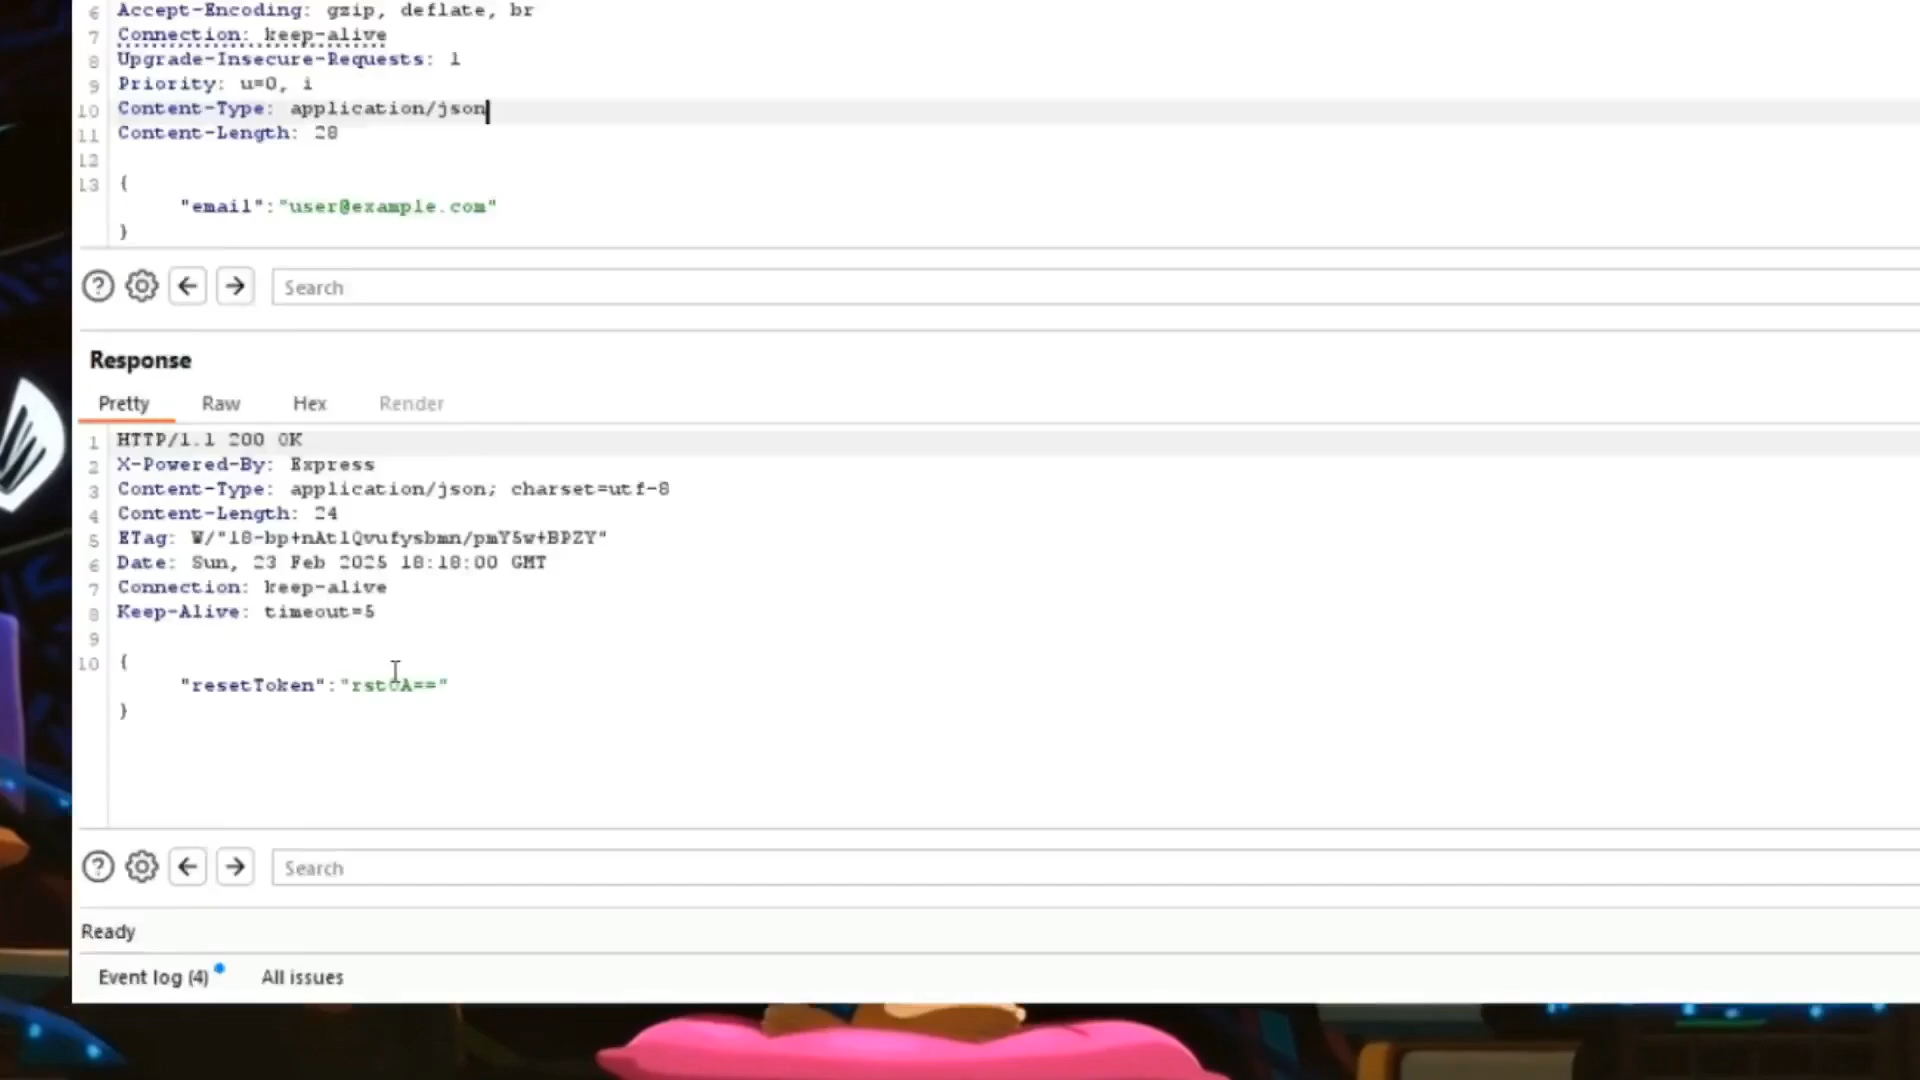 6 Accept-Encoding: gzip, deflate, br
7 Connection: keep-alive
8 Upgrade-Insecure-Requests: 1
9 Priority: u=0, i
10 Content-Type: application/json
11 Content-Length: 28
12
13 {
"email":"user@example.com"
}
Search
Response
Pretty Raw Hex Render
1 HTTP/1.1 200 OK
2 X-Powered-By: Express
3 Content-Type: application/json; charset=utf-8
4 Content-Length: 24
5 ETag: W/"18-bp+nAt1Qvufysbmn/pmY5w+BPZY"
6 Date: Sun, 23 Feb 2025 18:18:00 GMT
7 Connection: keep-alive
8 Keep-Alive: timeout=5
9
10 {
"resetToken":
}
Search
Ready
Event log (4) All issues